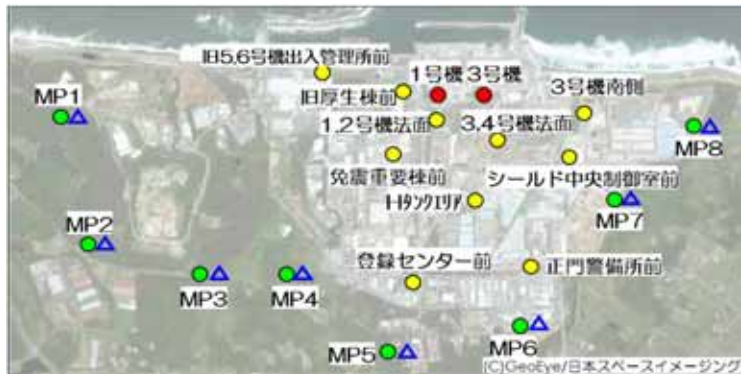 旧5,6号機出入管理所前
1号機
3号機
3号機南側
MP1
旧厚生棟前
1,2号機法面
3,4号機法面
MP8
免震重要棟前
シールド中央制御室前
Hタンクエリア
MP7
MP2
登録センター前
正門警備所前
MP3
MP4
MP6
MP5
(C)GeoEye/日本スペースイメージング